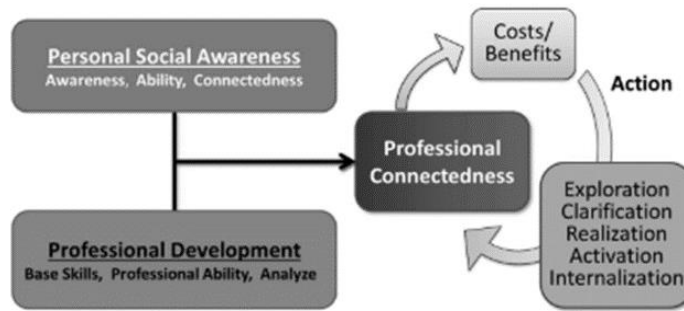 Personal Social Awareness
Awareness, Ability, Connectedness
Costs/
Benefits
Action
Professional
Connectedness
Exploration
Clarification
Realization
Activation
Internalization
Professional Development
Base Skills, Professional Ability, Analyze